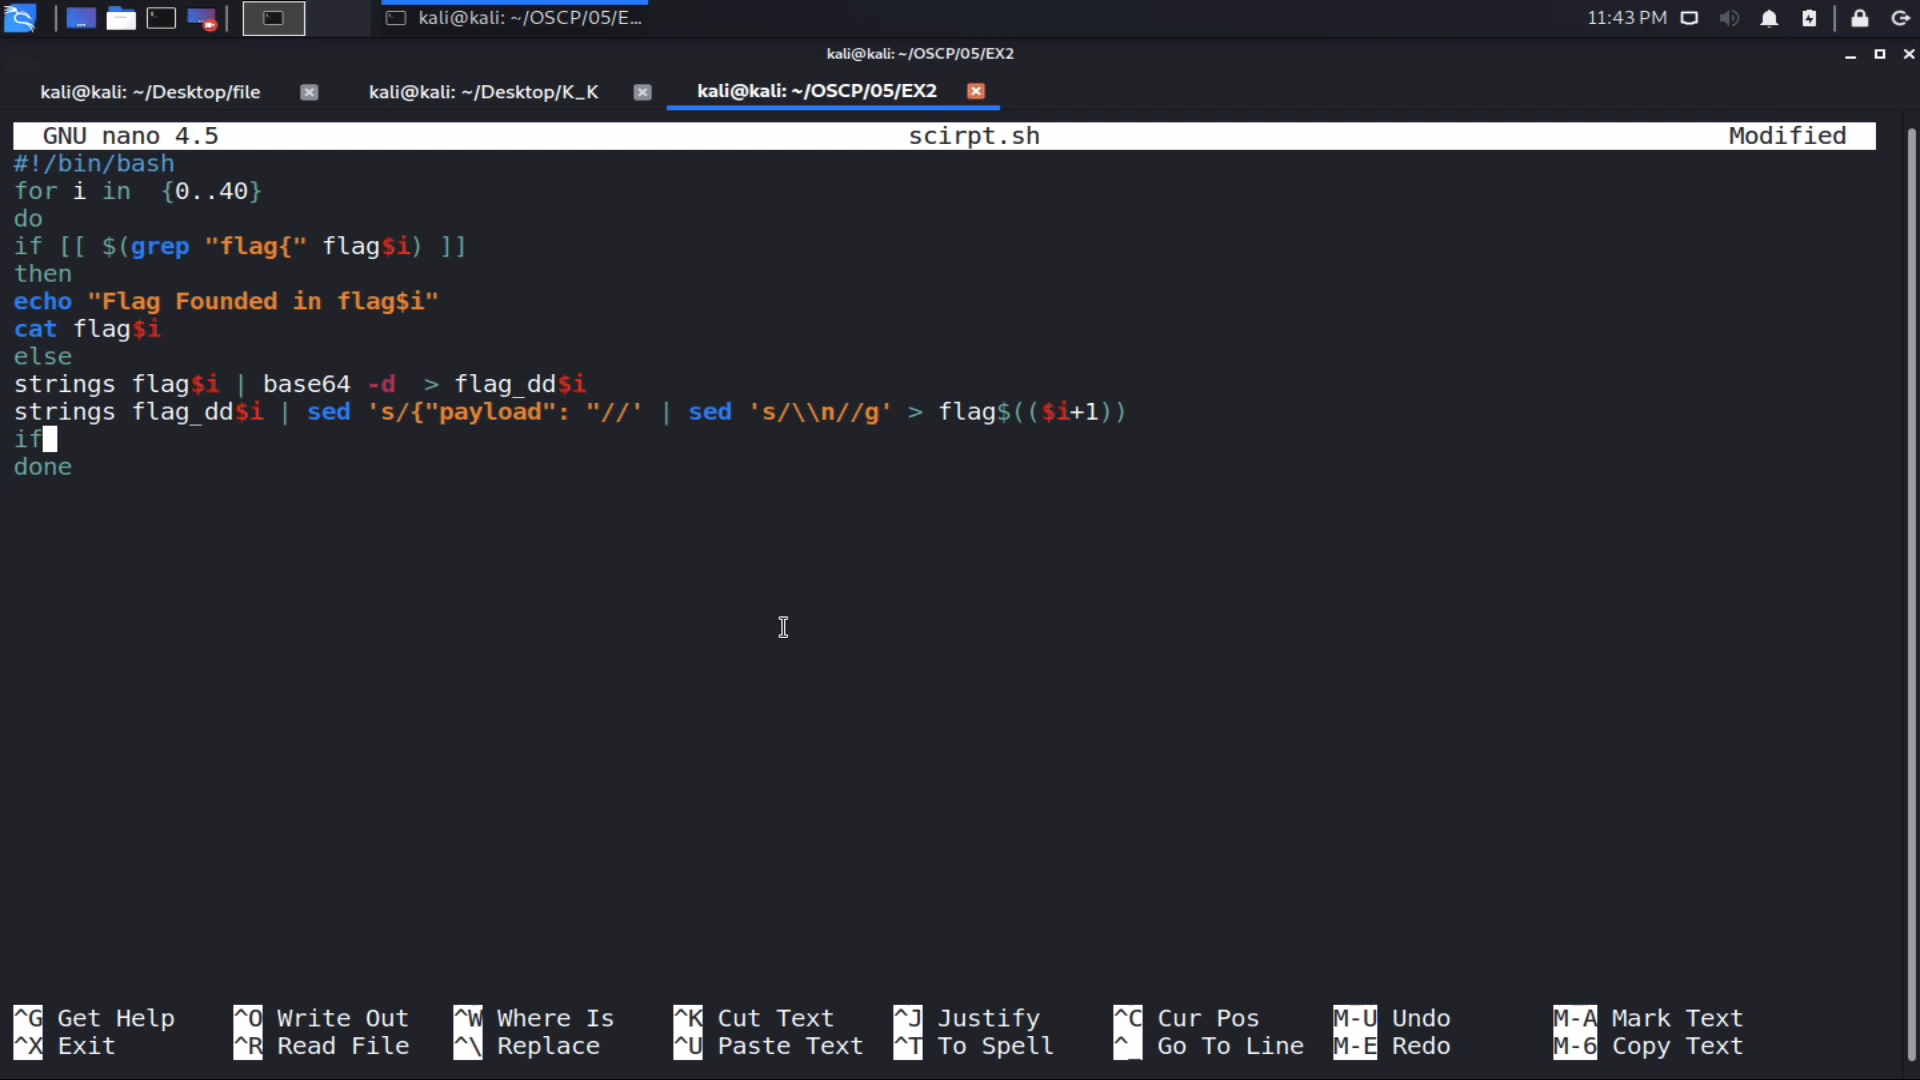 kali@kali: ~/OSCP/05/E... 11:43 PM
kali@kali: ~/OSCP/05/EX2
kali@kali: ~/Desktop/file kali@kali: ~/Desktop/K_K kali@kali: ~/OSCP/05/EX2
GNU nano 4.5 scirpt.sh Modified
#!/bin/bash
for i in  {0..40}
do
if [[ $(grep "flag{" flag$i) ]]
then
echo "Flag Founded in flag$i"
cat flag$i
else
strings flag$i | base64 -d  > flag_dd$i
strings flag_dd$i | sed 's/{"payload": "//' | sed 's/\\n//g' > flag$(($i+1))
if
done
^G Get Help ^O Write Out ^W Where Is ^K Cut Text ^J Justify ^C Cur Pos M-U Undo M-A Mark Text
^X Exit ^R Read File ^\ Replace ^U Paste Text ^T To Spell ^_ Go To Line M-E Redo M-6 Copy Text